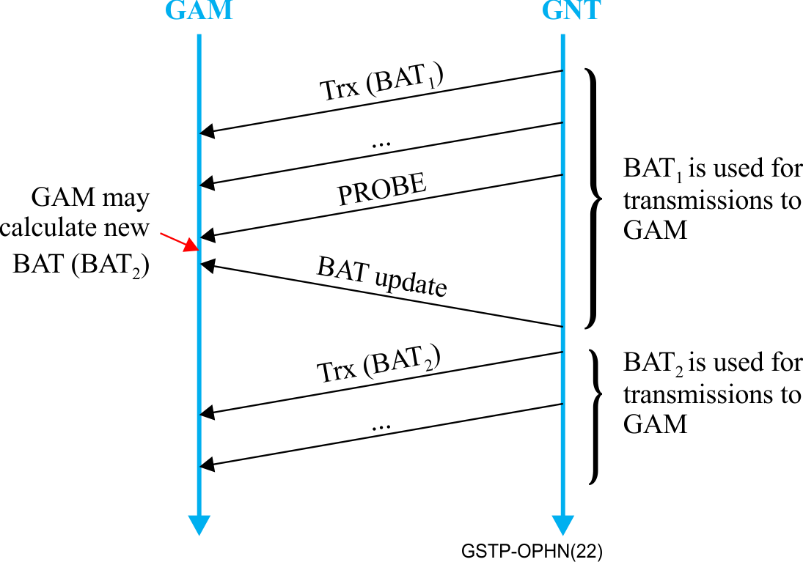 GAM
GNT
Trx (BAT₁)
...
PROBE
GAM may
calculate new
BAT (BAT₂)
BAT update
BAT₁ is used for
transmissions to
GAM
Trx (BAT₂)
...
BAT₂ is used for
transmissions to
GAM
GSTP-OPHN(22)